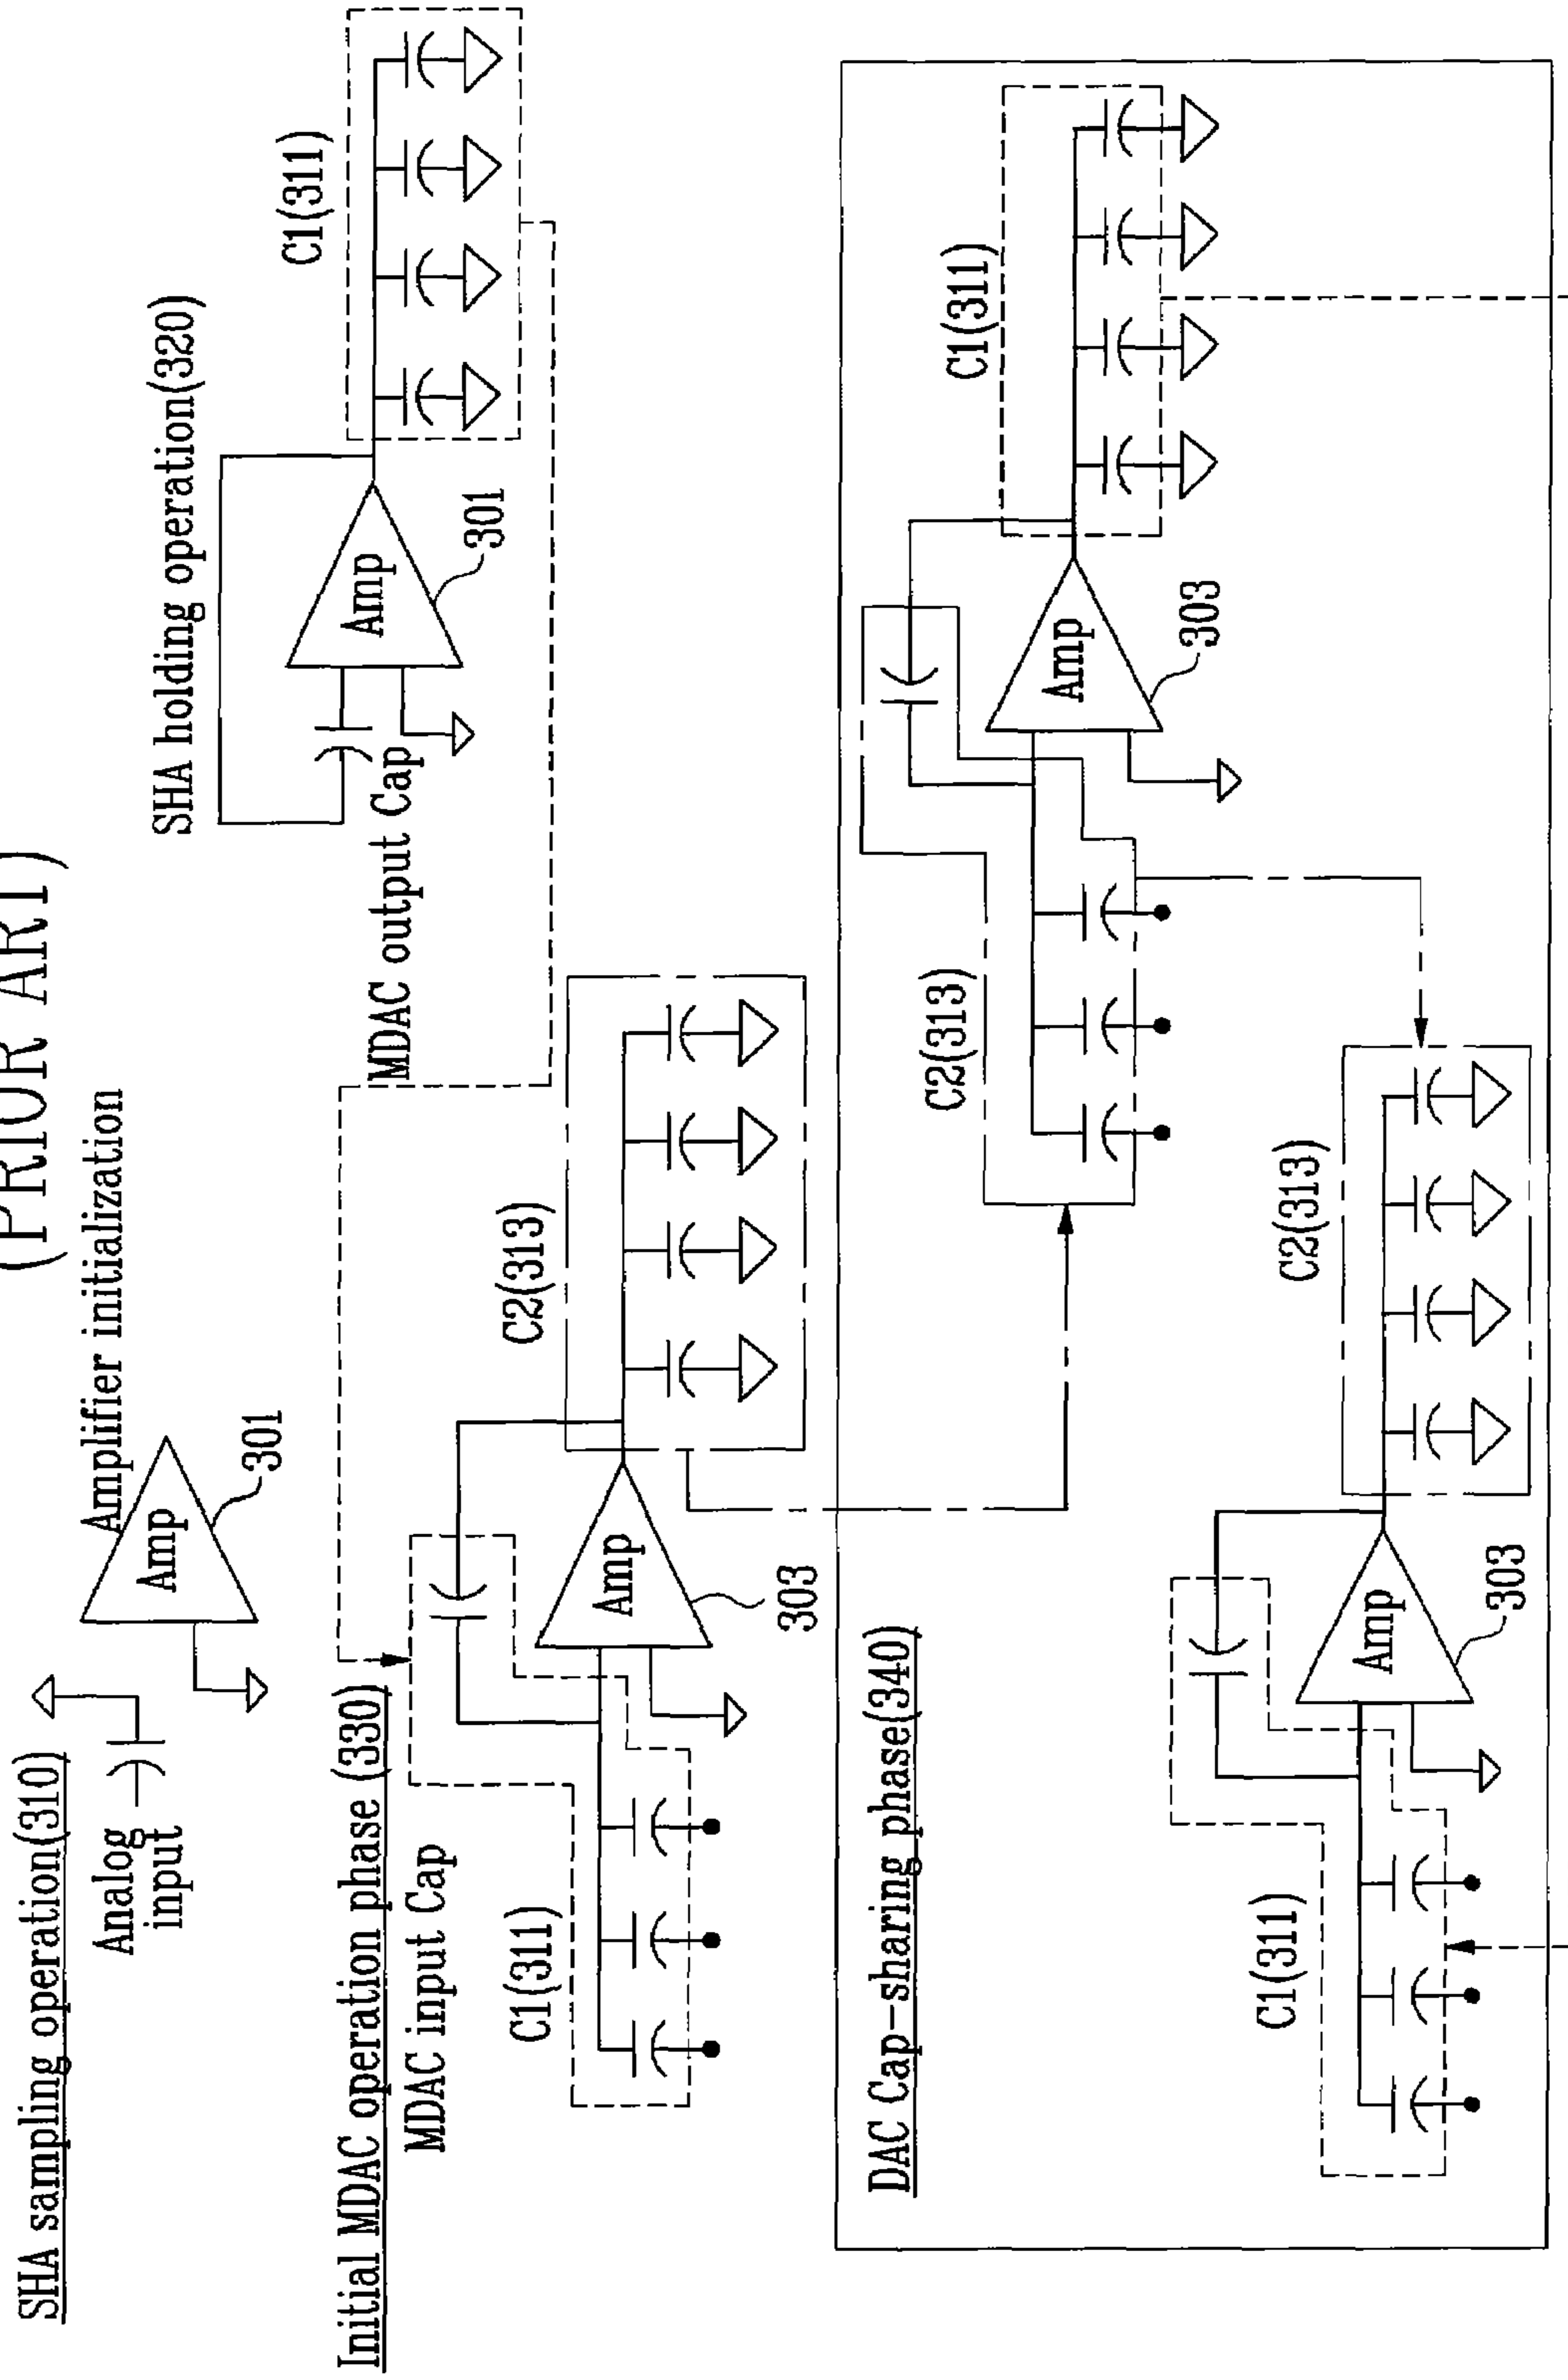 (PRIOR ART)
SHA sampling operation(310)
Analog
input
Amplifier initialization
Amp
301
SHA holding operation(320)
Amp
301
C1(311)
Initial MDAC operation phase (330)
MDAC input Cap
C1(311)
Amp
303
MDAC output Cap
C2(313)
DAC Cap-sharing phase(340)
C2(313)
Amp
303
C1(311)
C1(311)
Amp
303
C2(313)